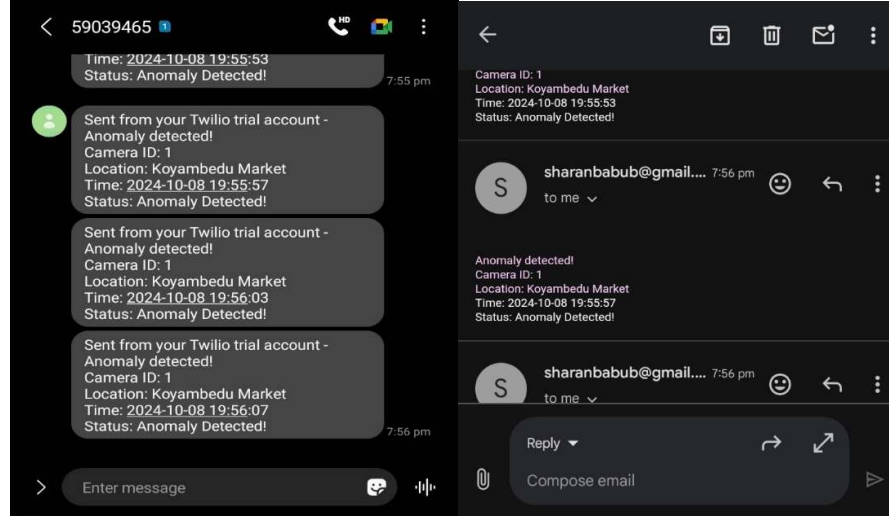 59039465 1
HD
Time: 2024-10-08 19:55:53
Status: Anomaly Detected!
7:55 pm
Sent from your Twilio trial account -
Anomaly detected!
Camera ID: 1
Location: Koyambedu Market
Time: 2024-10-08 19:55:57
Status: Anomaly Detected!
Sent from your Twilio trial account -
Anomaly detected!
Camera ID: 1
Location: Koyambedu Market
Time: 2024-10-08 19:56:03
Status: Anomaly Detected!
Sent from your Twilio trial account -
Anomaly detected!
Camera ID: 1
Location: Koyambedu Market
Time: 2024-10-08 19:56:07
Status: Anomaly Detected!
7:56 pm
Enter message
Camera ID: 1
Location: Koyambedu Market
Time: 2024-10-08 19:55:53
Status: Anomaly Detected!
S
sharanbabub@gmail.... 7:56 pm
to me
Anomaly detected!
Camera ID: 1
Location: Koyambedu Market
Time: 2024-10-08 19:55:57
Status: Anomaly Detected!
S
sharanbabub@gmail.... 7:56 pm
to me
Reply
Compose email